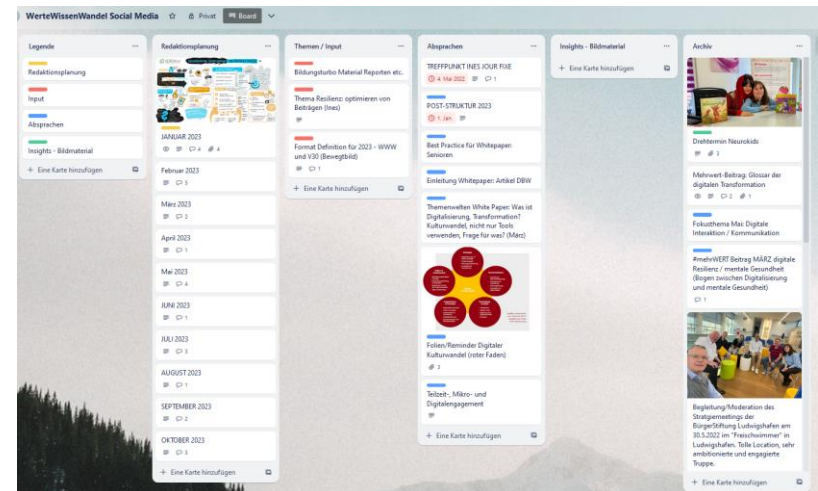 WerteWissenWandel Social Media
Privat
Board
Legende
Redaktionsplanung
Input
Absprachen
Insights - Bildmaterial
+ Eine Karte hinzufügen
Redaktionsplanung
JANUAR 2023
4
4
Februar 2023
5
März 2023
2
April 2023
1
Mai 2023
4
JUNI 2023
1
JULI 2023
3
AUGUST 2023
1
SEPTEMBER 2023
2
OKTOBER 2023
3
+ Eine Karte hinzufügen
Themen / Input
Bildungsturbo Material Reporten etc.
Thema Resilienz: optimieren von
Beiträgen (Ines)
Format Definition für 2023 - WWW
und V30 (Bewegtbild)
1
+ Eine Karte hinzufügen
Absprachen
TREFFPUNKT INES JOUR FIXE
4. Mai 2022
1
POST-STRUKTUR 2023
1. Jan
Best Practice für Whitepaper:
Senioren
Einleitung Whitepaper: Artikel DBW
Themenwelten White Paper: Was ist
Digitalisierung, Transformation?
Kulturwandel, nicht nur Tools
verwenden, Frage für was? (März)
Folien/Reminder Digitaler
Kulturwandel (roter Faden)
3
Teilzeit-, Mikro- und
Digitalengagement
+ Eine Karte hinzufügen
Insights - Bildmaterial
+ Eine Karte hinzufügen
Archiv
Drehtermin Neurokids
3
Mehrwert-Beitrag: Glossar der
digitalen Transformation
2
1
Fokusthema Mai: Digitale
Interaktion / Kommunikation
#mehrWERT Beitrag MÄRZ digitale
Resilienz / mentale Gesundheit
(Bogen zwischen Digitalisierung
und mentale Gesundheit)
1
Begleitung/Moderation des
Stratgiemeetings der
BürgerStiftung Ludwigshafen am
30.5.2022 im "Freischwimmer" in
Ludwigshafen. Tolle Location, sehr
ambitionierte und engagierte
Truppe.
+ Eine Karte hinzufügen